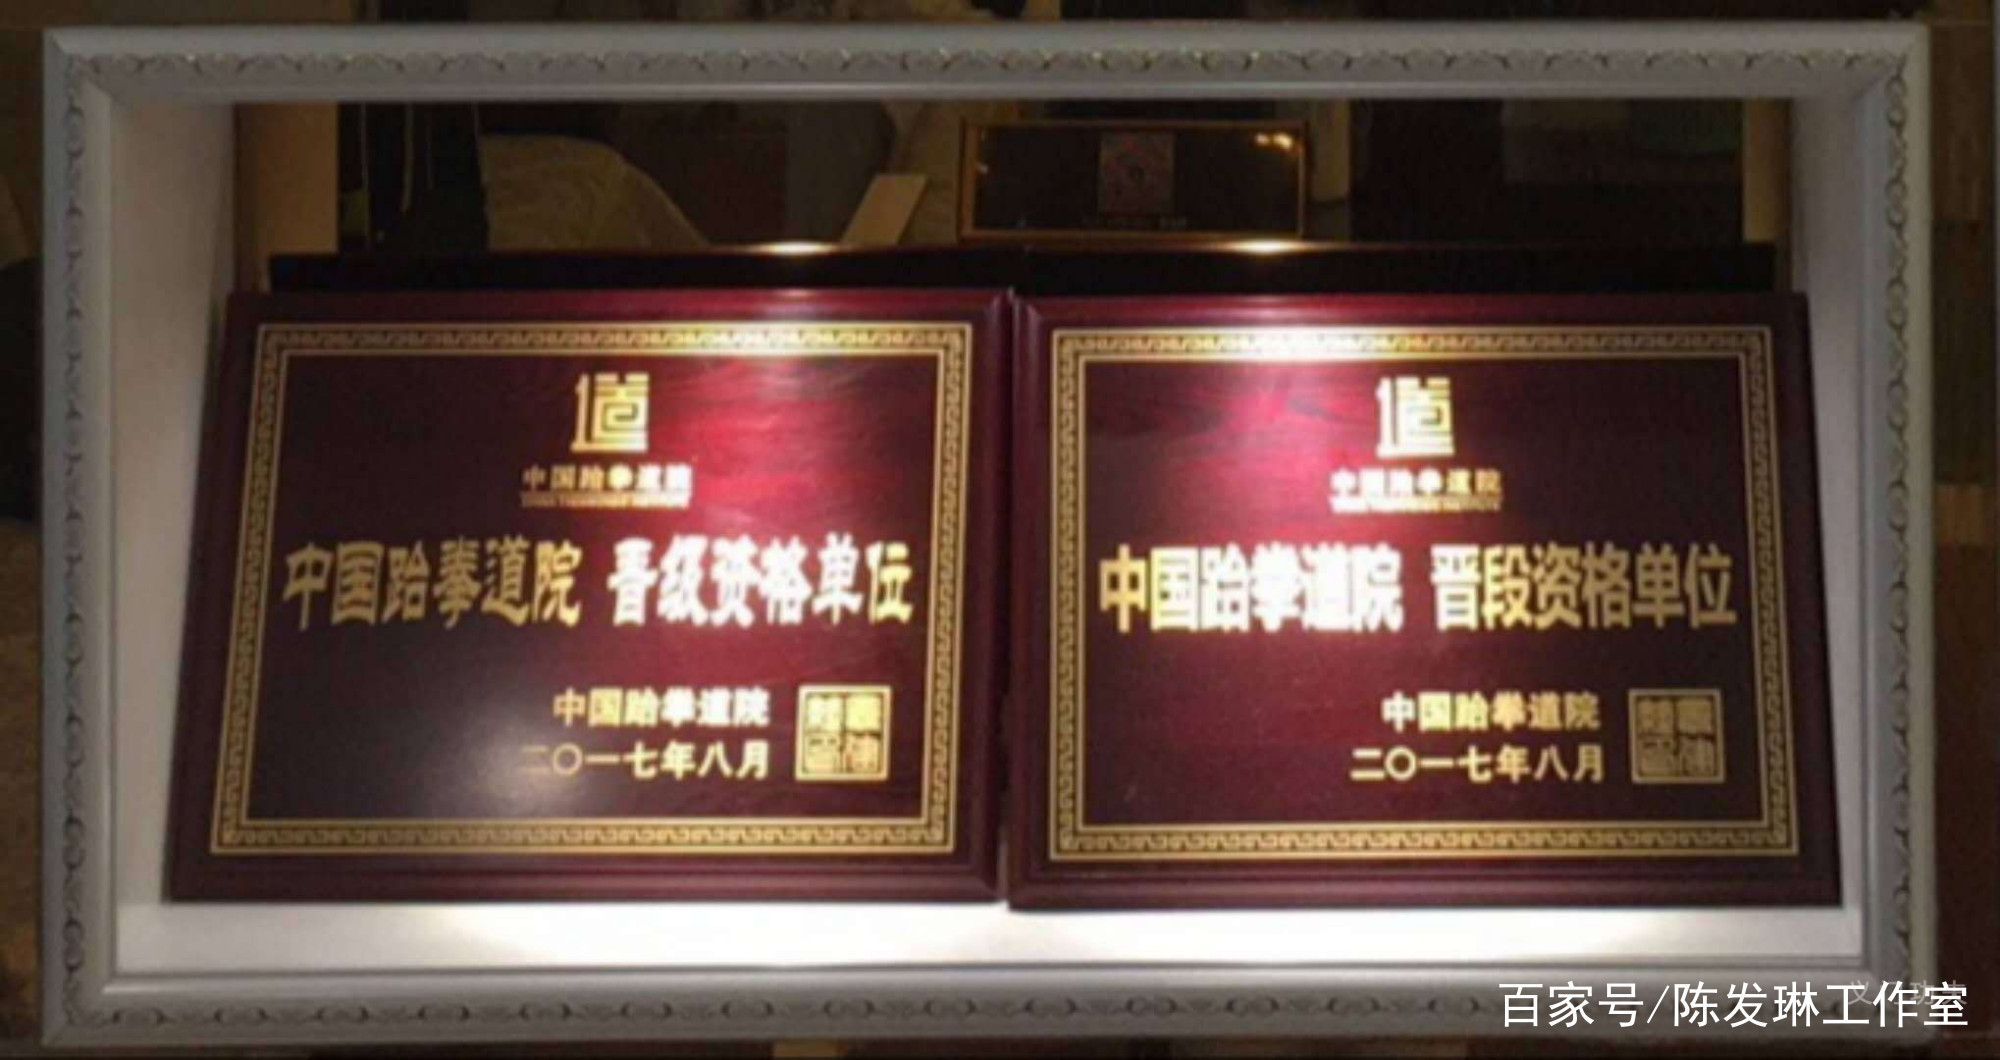 中国跆拳道院
中国跆拳道院 晋级资格单位
中国跆拳道院
二〇一七年八月
中国跆拳道院
中国跆拳道院 晋段资格单位
中国跆拳道院
二〇一七年八月
百家号/陈发琳工作室